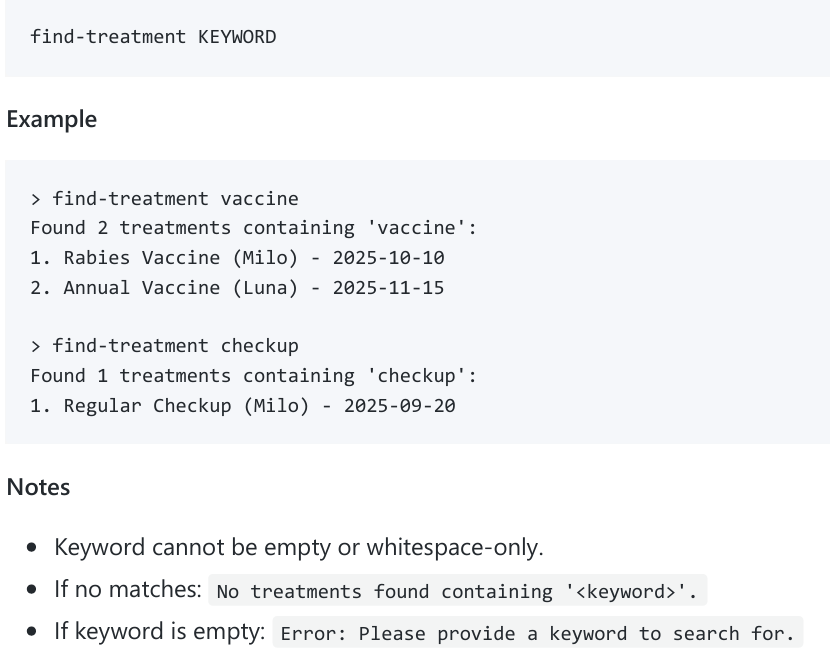 find-treatment KEYWORD
Example
> find-treatment vaccine
Found 2 treatments containing 'vaccine':
1. Rabies Vaccine (Milo) - 2025-10-10
2. Annual Vaccine (Luna) - 2025-11-15
> find-treatment checkup
Found 1 treatments containing 'checkup':
1. Regular Checkup (Milo) - 2025-09-20
Notes
• Keyword cannot be empty or whitespace-only.
• If no matches: No treatments found containing '<keyword>'.
• If keyword is empty: Error: Please provide a keyword to search for.